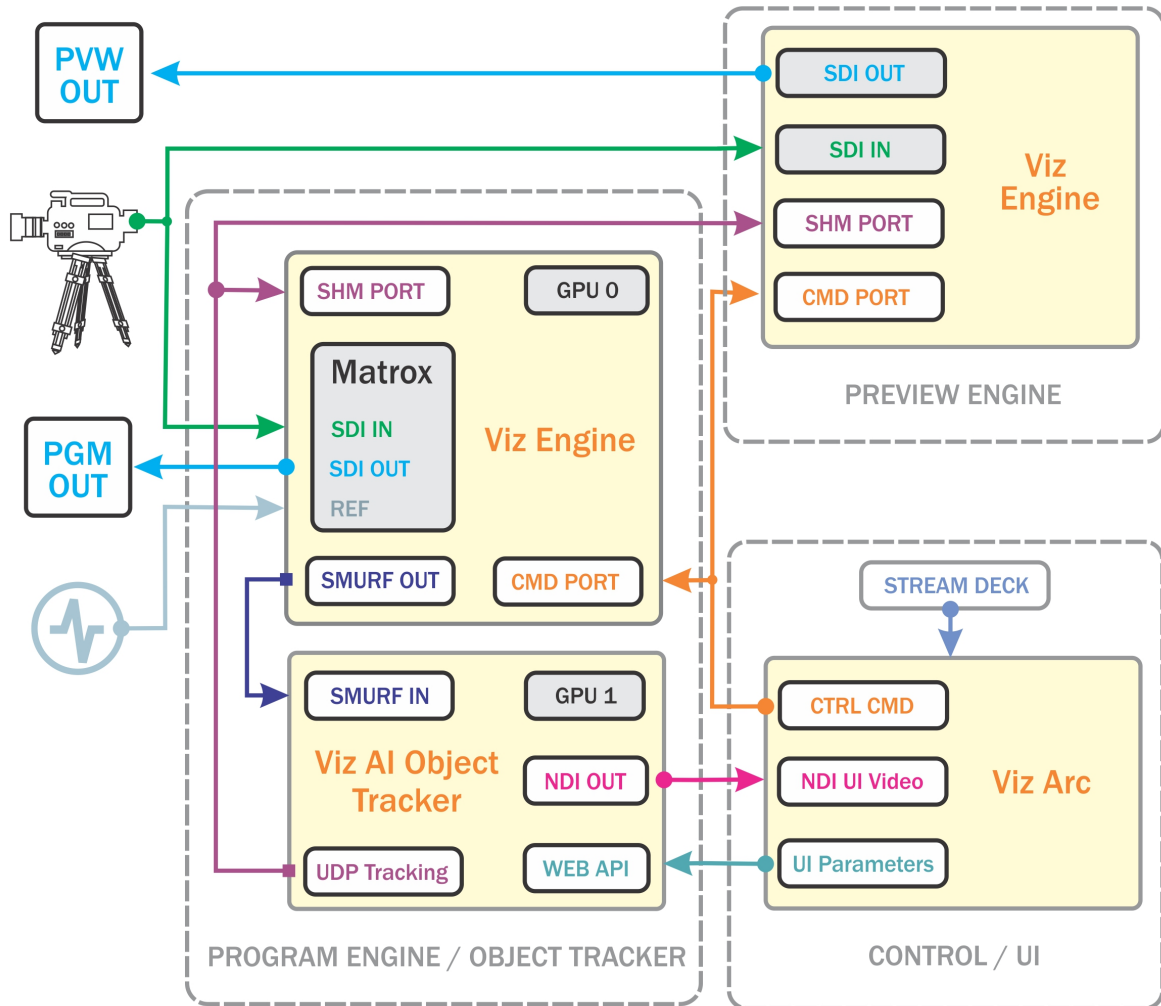 PVW
OUT
SDI OUT
SDI IN
Viz
Engine
SHM PORT
CMD PORT
PREVIEW ENGINE
SHM PORT
GPU 0
Matrox
SDI IN
SDI OUT
REF
Viz Engine
PGM
OUT
SMURF OUT
CMD PORT
SMURF IN
GPU 1
Viz AI Object
Tracker
NDI OUT
UDP Tracking
WEB API
PROGRAM ENGINE / OBJECT TRACKER
STREAM DECK
CTRL CMD
NDI UI Video
Viz Arc
UI Parameters
CONTROL / UI